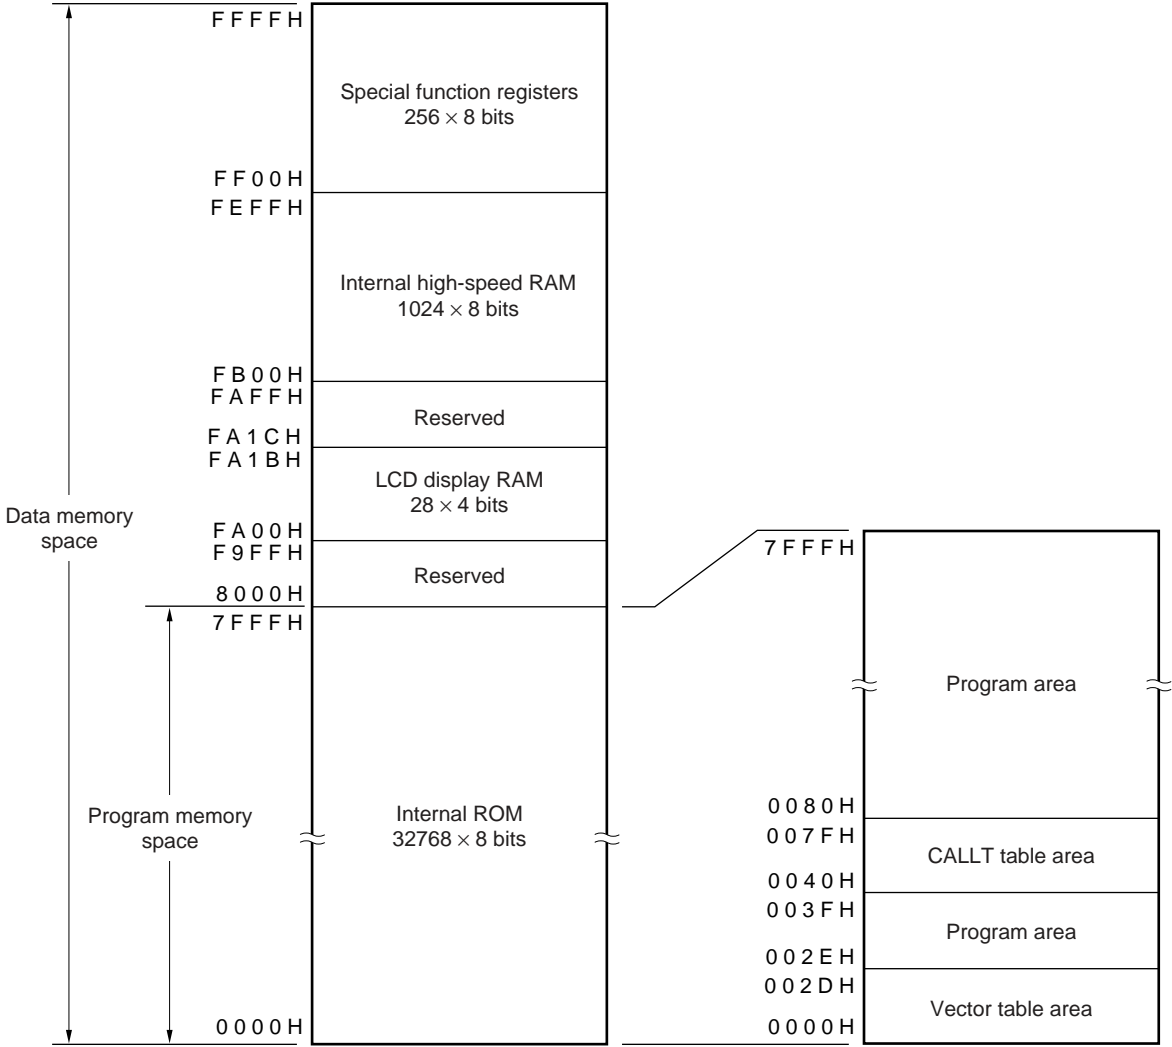 FFFFH
Special function registers
256 × 8 bits
FF00H
FEFFH
Internal high-speed RAM
1024 × 8 bits
FB00H
FAFFH
Reserved
FA1CH
FA1BH
LCD display RAM
28 × 4 bits
FA00H
F9FFH
Reserved
8000H
7FFFH
Data memory
space
Program memory
space
Internal ROM
32768 × 8 bits
0000H
7FFFH
Program area
0080H
007FH
CALLT table area
0040H
003FH
Program area
002EH
002DH
Vector table area
0000H